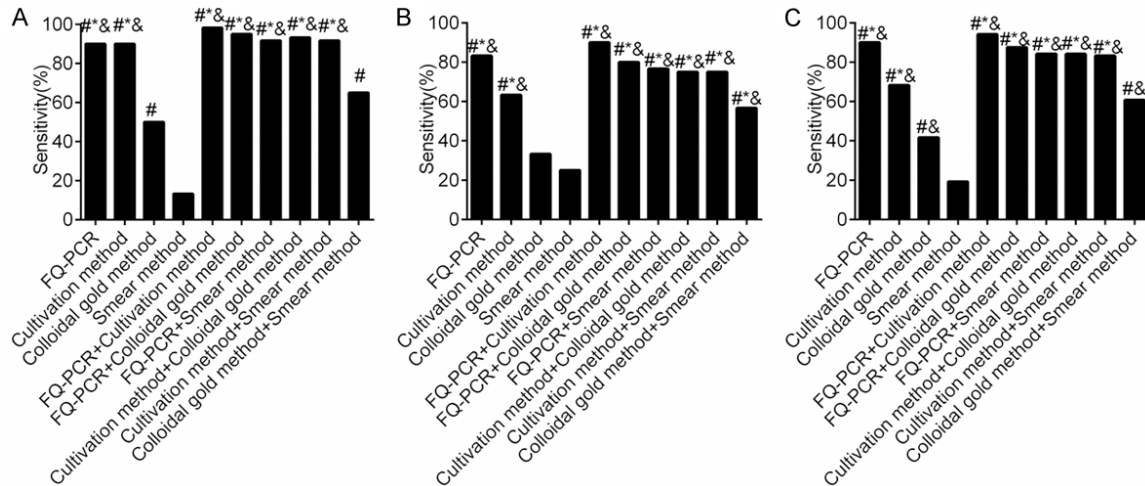 A
Sensitivity(%)
100
80
60
40
20
0
#*&
#*&
#
#*&
#*&
#*&
#*&
#*&
#
FQ-PCR
Cultivation method
Colloidal gold method
Smear method
FQ-PCR+Cultivation method
FQ-PCR+Colloidal gold method
FQ-PCR+Smear method
Cultivation method+Colloidal gold method
Cultivation method+Smear method
Colloidal gold method+Smear method
B
Sensitivity(%)
100
80
60
40
20
0
#*&
#*&
#*&
#*&
#*&
#*&
#*&
#*&
FQ-PCR
Cultivation method
Colloidal gold method
Smear method
FQ-PCR+Cultivation method
FQ-PCR+Colloidal gold method
FQ-PCR+Smear method
Cultivation method+Colloidal gold method
Cultivation method+Smear method
Colloidal gold method+Smear method
C
Sensitivity(%)
100
80
60
40
20
0
#*&
#*&
#&
#*&
#*&
#*&
#*&
#*&
#&
FQ-PCR
Cultivation method
Colloidal gold method
Smear method
FQ-PCR+Cultivation method
FQ-PCR+Colloidal gold method
FQ-PCR+Smear method
Cultivation method+Colloidal gold method
Cultivation method+Smear method
Colloidal gold method+Smear method